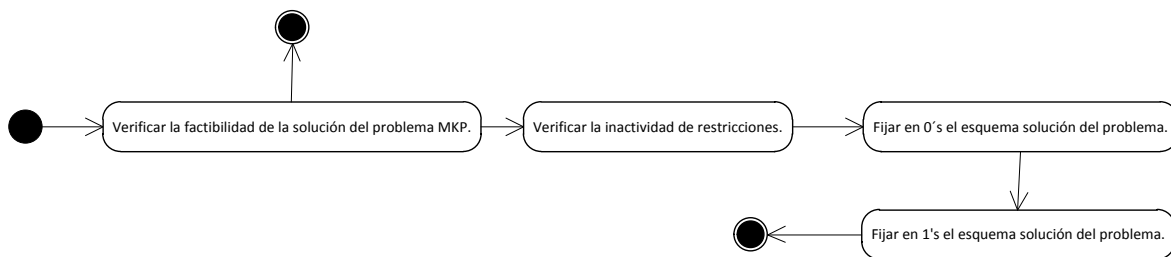 Verificar la factibilidad de la solución del problema MKP.
Verificar la inactividad de restricciones.
Fijar en 0´s el esquema solución del problema.
Fijar en 1's el esquema solución del problema.